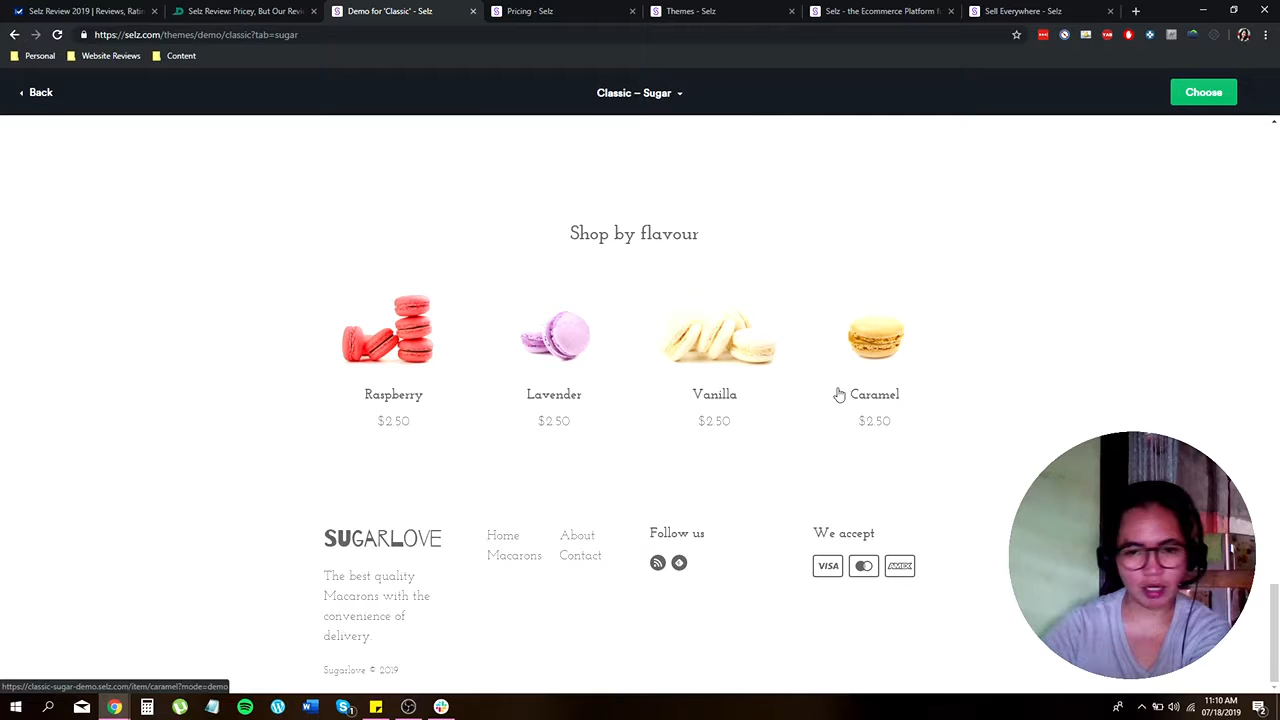 Selz Review 2019 | Reviews, Ratin
Selz Review: Pricey, But Our Revie
Demo for 'Classic' - Selz
Pricing - Selz
Themes - Selz
Selz - the Ecommerce Platform f
Sell Everywhere - Selz
https://selz.com/themes/demo/classic?tab=sugar
Personal
Website Reviews
Content
Back
Classic – Sugar
Choose
Shop by flavour
Raspberry
Lavender
Vanilla
Caramel
$2.50
$2.50
$2.50
$2.50
SUGARLOVE
Home
About
Follow us
We accept
Macarons
Contact
VISA
AMEX
The best quality
Macarons with the
convenience of
delivery.
Sugarlove © 2019
https://classic-sugar-demo.selz.com/item/caramel?mode=demo
11:10 AM
07/18/2019